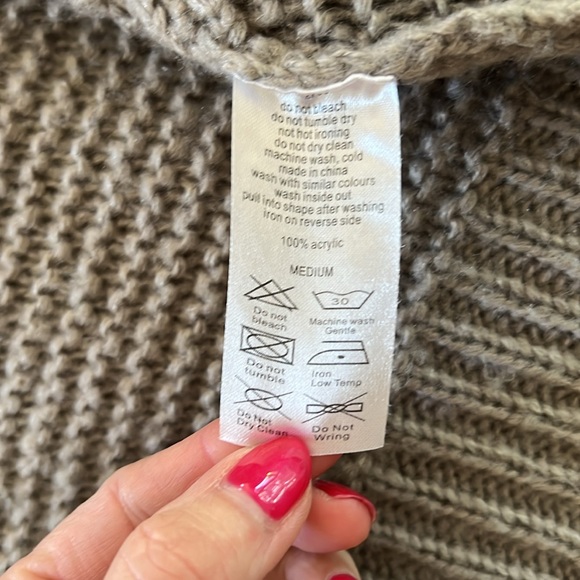 do not bleach
do not tumble dry
not hot ironing
do not dry clean
machine wash, cold
made in china
wash with similar colours
wash inside out
pull into shape after washing
iron on reverse side
100% acrylic
MEDIUM
Do not
bleach
30
Machine wash
Gentle
Do not
tumble
Iron
Low Temp
Do Not
Dry Clean
Do Not
Wring